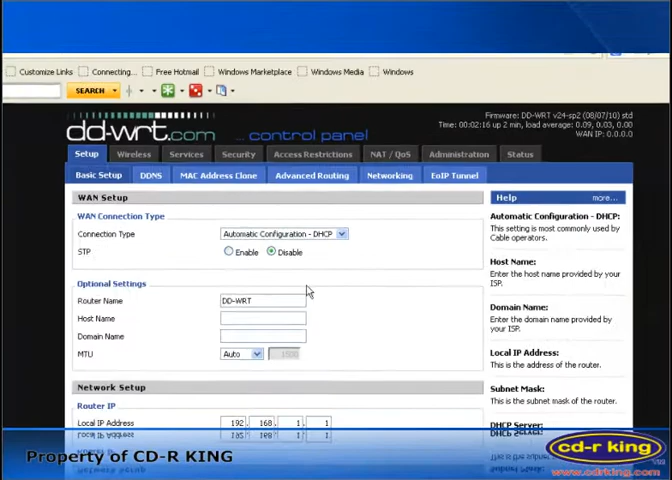 Customize Links Connecting... Free Hotmail Windows Marketplace Windows Media Windows
SEARCH
Firmware: DD-WRT v24-sp2 (08/07/10) std
Time: 00:02:16 up 2 min, load average: 0.09, 0.03, 0.00
WAN IP: 0.0.0.0
dd-wrt.com ... control panel
Setup Wireless Services Security Access Restrictions NAT / QoS Administration Status
Basic Setup DDNS MAC Address Clone Advanced Routing Networking EoIP Tunnel
WAN Setup
WAN Connection Type
Connection Type Automatic Configuration - DHCP
STP Enable Disable
Optional Settings
Router Name DD-WRT
Host Name
Domain Name
MTU Auto 1500
Network Setup
Router IP
Local IP Address 192. 168. 1. 1
Help more...
Automatic Configuration - DHCP:
This setting is most commonly used by
Cable operators.
Host Name:
Enter the host name provided by your
ISP.
Domain Name:
Enter the domain name provided by
your ISP.
Local IP Address:
This is the address of the router.
Subnet Mask:
This is the subnet mask of the router.
DHCP Server:
Property of CD-R KING
cd-r king
TM
www.cdrking.com